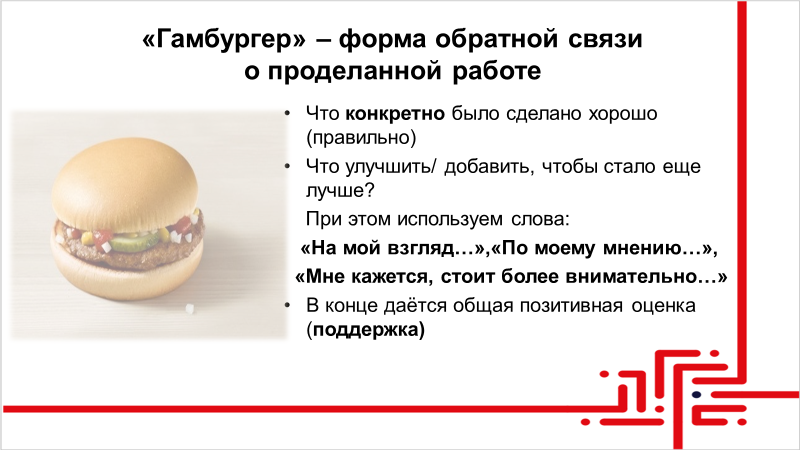 «Гамбургер» – форма обратной связи
о проделанной работе
• Что конкретно было сделано хорошо
(правильно)
• Что улучшить/ добавить, чтобы стало еще
лучше?
При этом используем слова:
«На мой взгляд…»,«По моему мнению…»,
«Мне кажется, стоит более внимательно…»
• В конце даётся общая позитивная оценка
(поддержка)